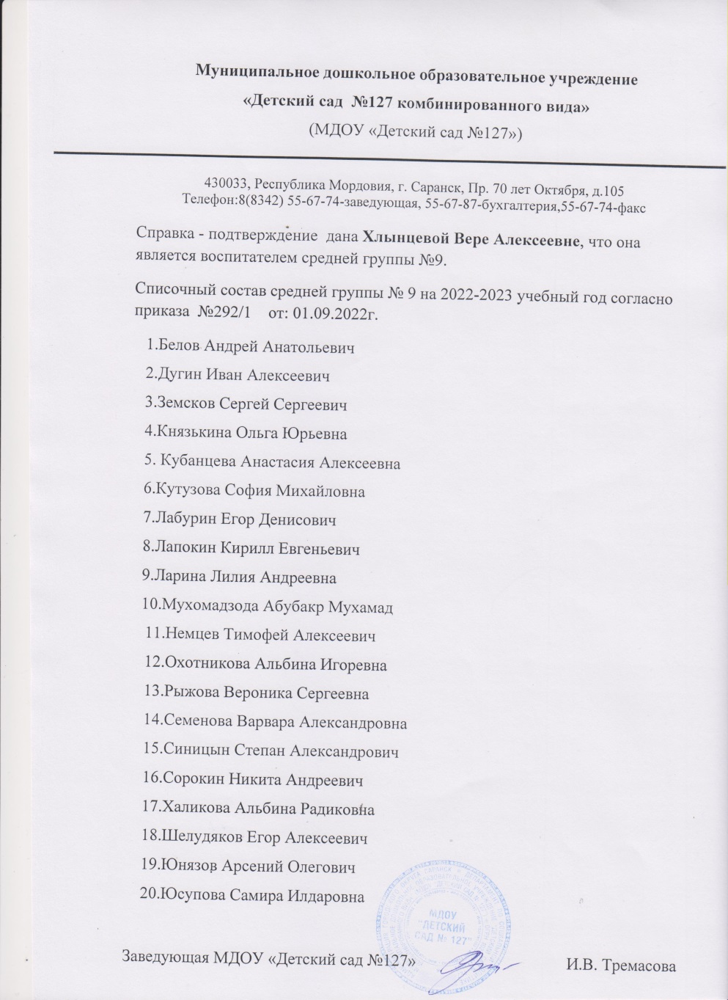 Муниципальное дошкольное образовательное учреждение
«Детский сад №127 комбинированного вида»
(МДОУ «Детский сад №127»)
430033, Республика Мордовия, г. Саранск, Пр. 70 лет Октября, д.105
Телефон:8(8342) 55-67-74-заведующая, 55-67-87-бухгалтерия,55-67-74-факс
Справка - подтверждение дана Хлынцевой Вере Алексеевне, что она
является воспитателем средней группы №9.
Списочный состав средней группы № 9 на 2022-2023 учебный год согласно
приказа №292/1 от: 01.09.2022г.
1.Белов Андрей Анатольевич
2.Дугин Иван Алексеевич
3.Земсков Сергей Сергеевич
4.Князькина Ольга Юрьевна
5. Кубанцева Анастасия Алексеевна
6.Кутузова София Михайловна
7.Лабурин Егор Денисович
8.Лапокин Кирилл Евгеньевич
9.Ларина Лилия Андреевна
10.Мухомадзода Абубакр Мухамад
11.Немцев Тимофей Алексеевич
12.Охотникова Альбина Игоревна
13.Рыжова Вероника Сергеевна
14.Семенова Варвара Александровна
15.Синицын Степан Александрович
16.Сорокин Никита Андреевич
17.Халикова Альбина Радиковна
18.Шелудяков Егор Алексеевич
19.Юнязов Арсений Олегович
20.Юсупова Самира Илдаровна
МДОУ
"ДЕТСКИЙ
САД № 127"
Заведующая МДОУ «Детский сад №127» И.В. Тремасова